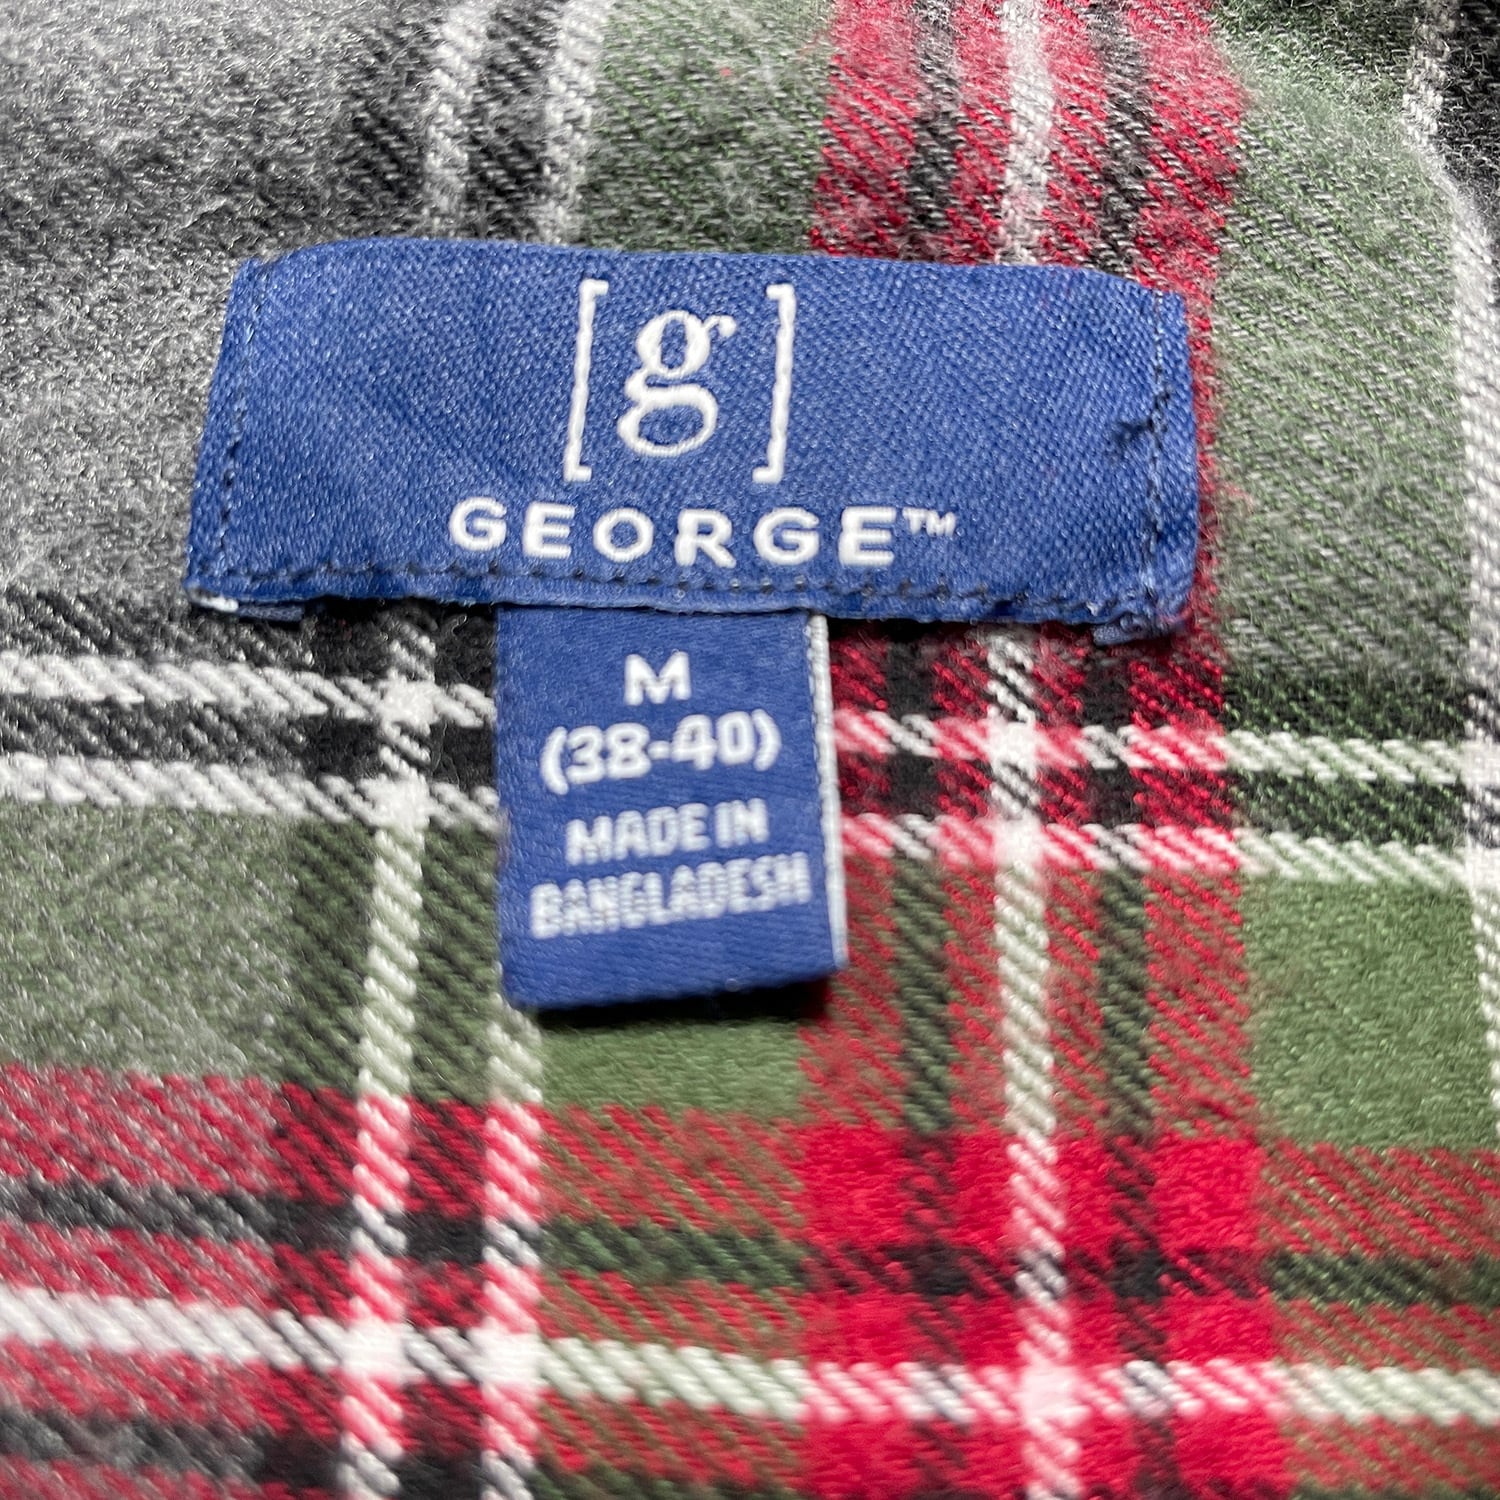 [g]
GEORGE™
M
(38-40)
MADE IN
BANGLADESH